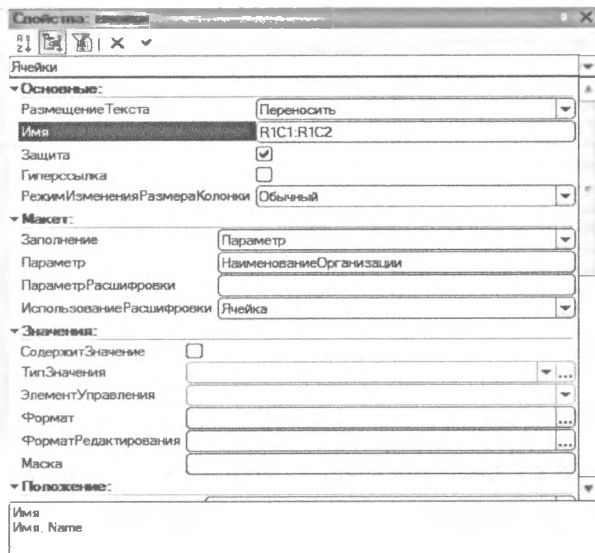 Свойства:
Ячейки
Основные:
РазмещениеТекста Переносить
Имя R1C1:R1C2
Защита
Гиперссылка
РежимИзмененияРазмераКолонки Обычный
Макет:
Заполнение Параметр
Параметр НаименованиеОрганизации
ПараметрРасшифровки
ИспользованиеРасшифровки Ячейка
Значения:
СодержитЗначение
ТипЗначения ...
ЭлементУправления
Формат ...
ФорматРедактирования ...
Маска
Положение:
Имя
Имя, Name